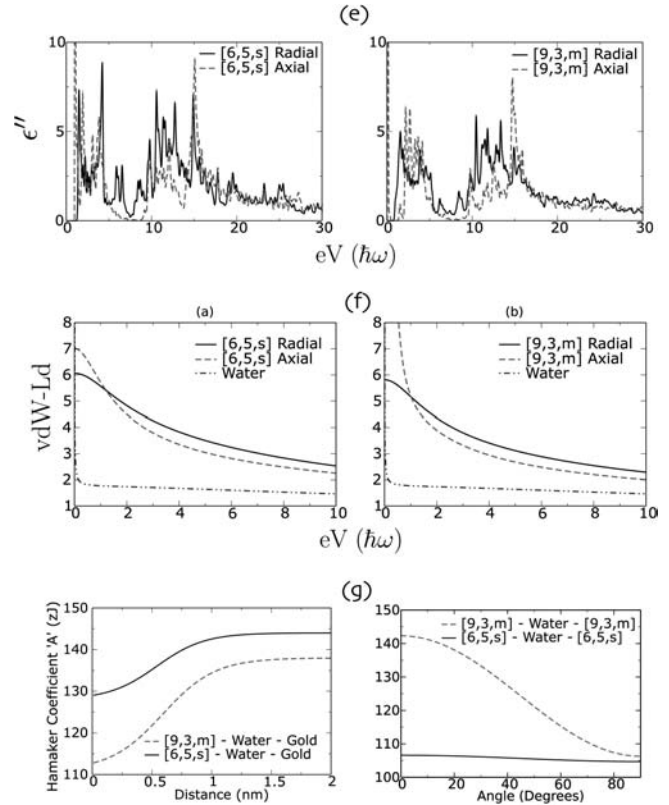 (e)
[6,5,s] Radial
[6,5,s] Axial
[9,3,m] Radial
[9,3,m] Axial
ϵ″
10
5
0
0
10
20
30
10
5
0
0
10
20
30
eV (ħω)
(f)
(a)
(b)
[6,5,s] Radial
[6,5,s] Axial
Water
[9,3,m] Radial
[9,3,m] Axial
Water
vdW-Ld
8
7
6
5
4
3
2
1
0
2
4
6
8
10
8
7
6
5
4
3
2
1
0
2
4
6
8
10
eV (ħω)
(g)
Hamaker Coefficient 'A' (zJ)
150
140
130
120
110
0
0.5
1
1.5
2
[9,3,m] - Water - Gold
[6,5,s] - Water - Gold
Distance (nm)
150
140
130
120
110
100
0
20
40
60
80
[9,3,m] - Water - [9,3,m]
[6,5,s] - Water - [6,5,s]
Angle (Degrees)